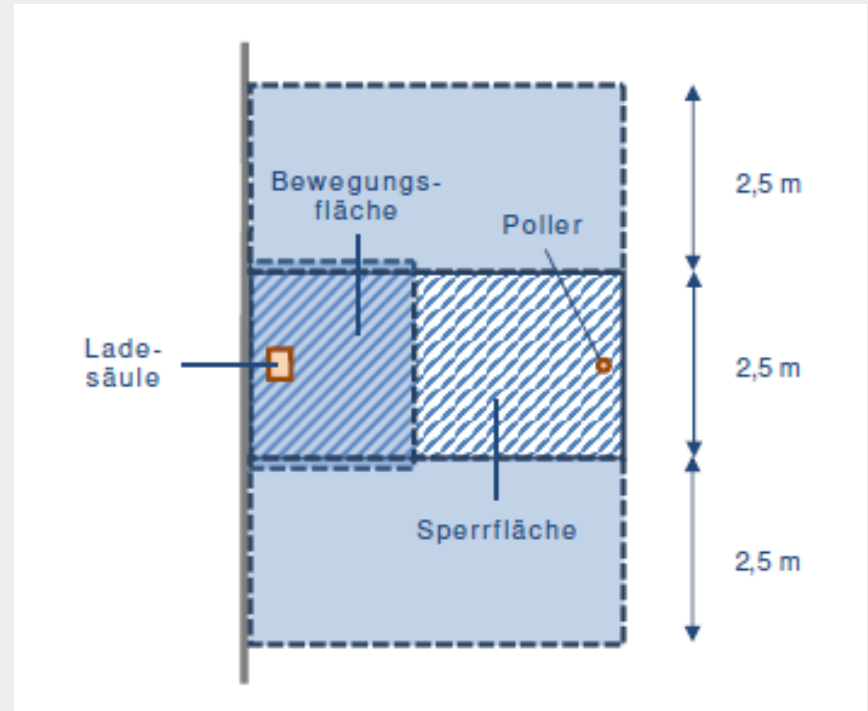 Bewegungs-
fläche
Poller
2,5 m
Lade-
säule
2,5 m
Sperrfläche
2,5 m